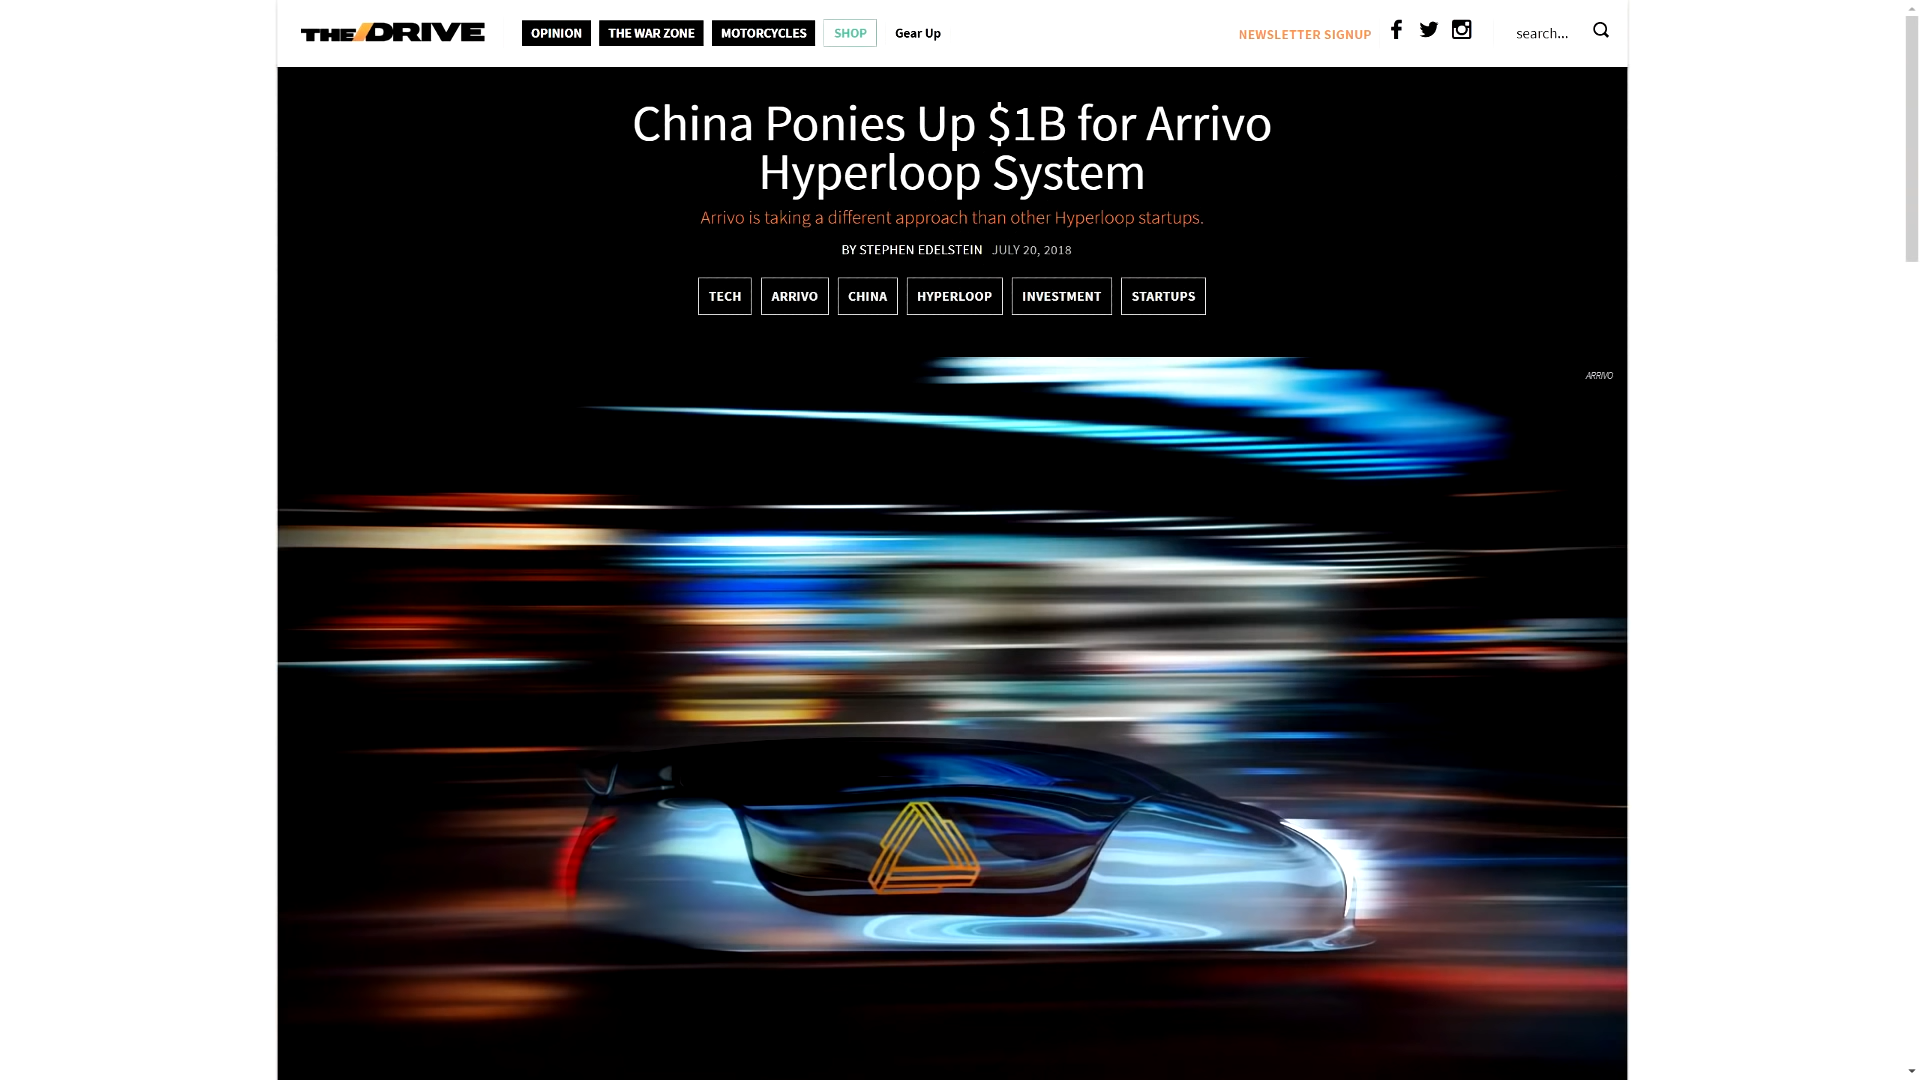 THE DRIVE OPINION THE WAR ZONE MOTORCYCLES SHOP Gear Up NEWSLETTER SIGNUP search...
China Ponies Up $1B for Arrivo
Hyperloop System
Arrivo is taking a different approach than other Hyperloop startups.
BY STEPHEN EDELSTEIN JULY 20, 2018
TECH ARRIVO CHINA HYPERLOOP INVESTMENT STARTUPS
ARRIVO